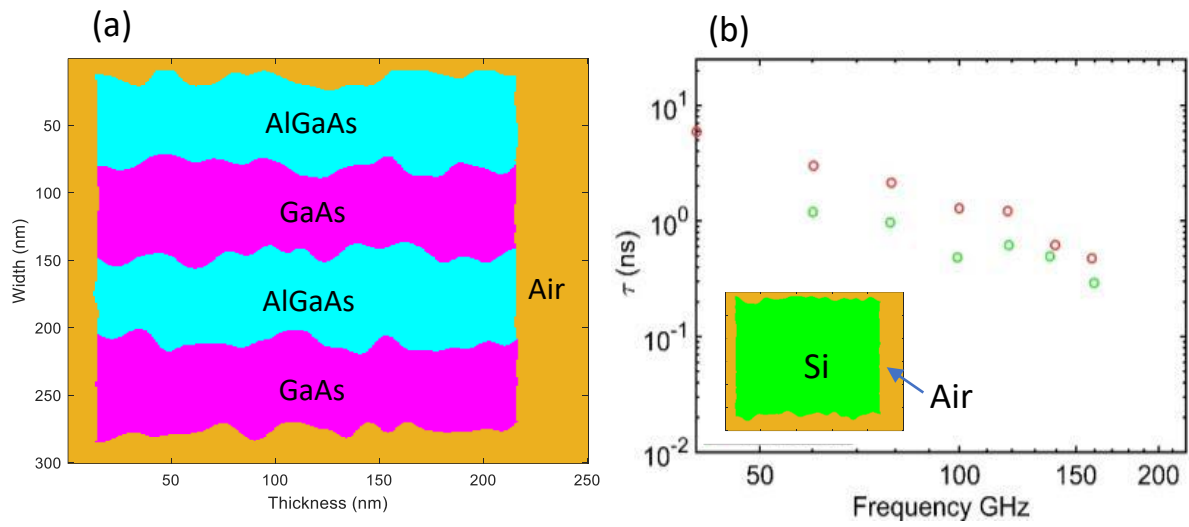 (a)
AlGaAs
GaAs
AlGaAs
GaAs
Air
50
100
150
200
250
300
Width (nm)
50
100
150
200
250
Thickness (nm)
(b)
10^1
10^0
10^-1
10^-2
τ (ns)
Si
Air
50
100
150
200
Frequency GHz